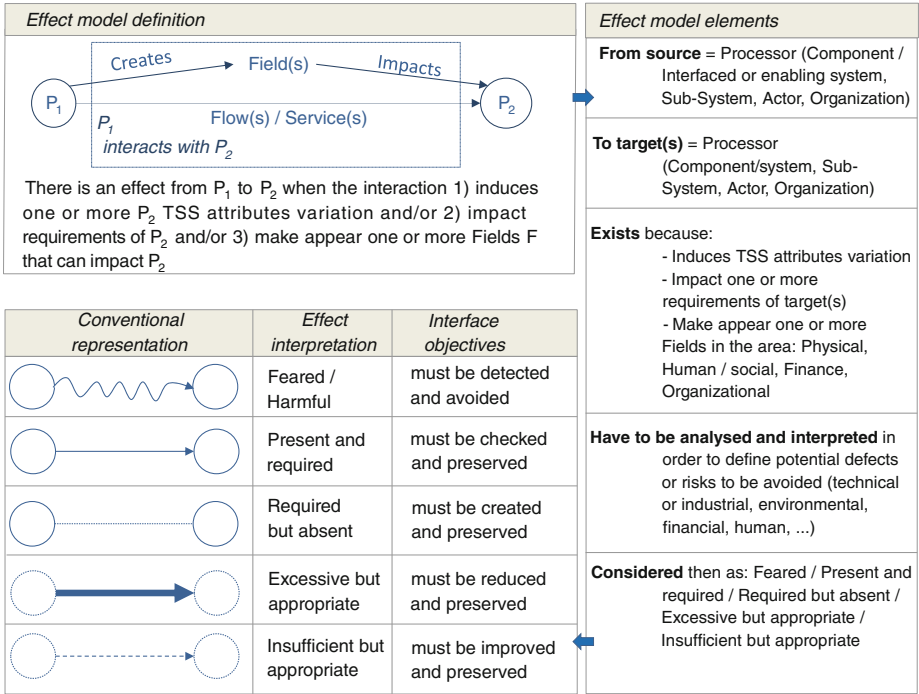 Effect model definition
Creates
Field(s)
Impacts
P1
P2
Flow(s) / Service(s)
P1
interacts with P2
There is an effect from P1 to P2 when the interaction 1) induces
one or more P2 TSS attributes variation and/or 2) impact
requirements of P2 and/or 3) make appear one or more Fields F
that can impact P2
Conventional
representation
Effect
interpretation
Interface
objectives
Feared /
Harmful
must be detected
and avoided
Present and
required
must be checked
and preserved
Required
but absent
must be created
and preserved
Excessive but
appropriate
must be reduced
and preserved
Insufficient but
appropriate
must be improved
and preserved
Effect model elements
From source = Processor (Component /
Interfaced or enabling system,
Sub-System, Actor, Organization)
To target(s) = Processor
(Component/system, Sub-
System, Actor, Organization)
Exists because:
- Induces TSS attributes variation
- Impact one or more
requirements of target(s)
- Make appear one or more
Fields in the area: Physical,
Human / social, Finance,
Organizational
Have to be analysed and interpreted in
order to define potential defects
or risks to be avoided (technical
or industrial, environmental,
financial, human, ...)
Considered then as: Feared / Present and
required / Required but absent /
Excessive but appropriate /
Insufficient but appropriate